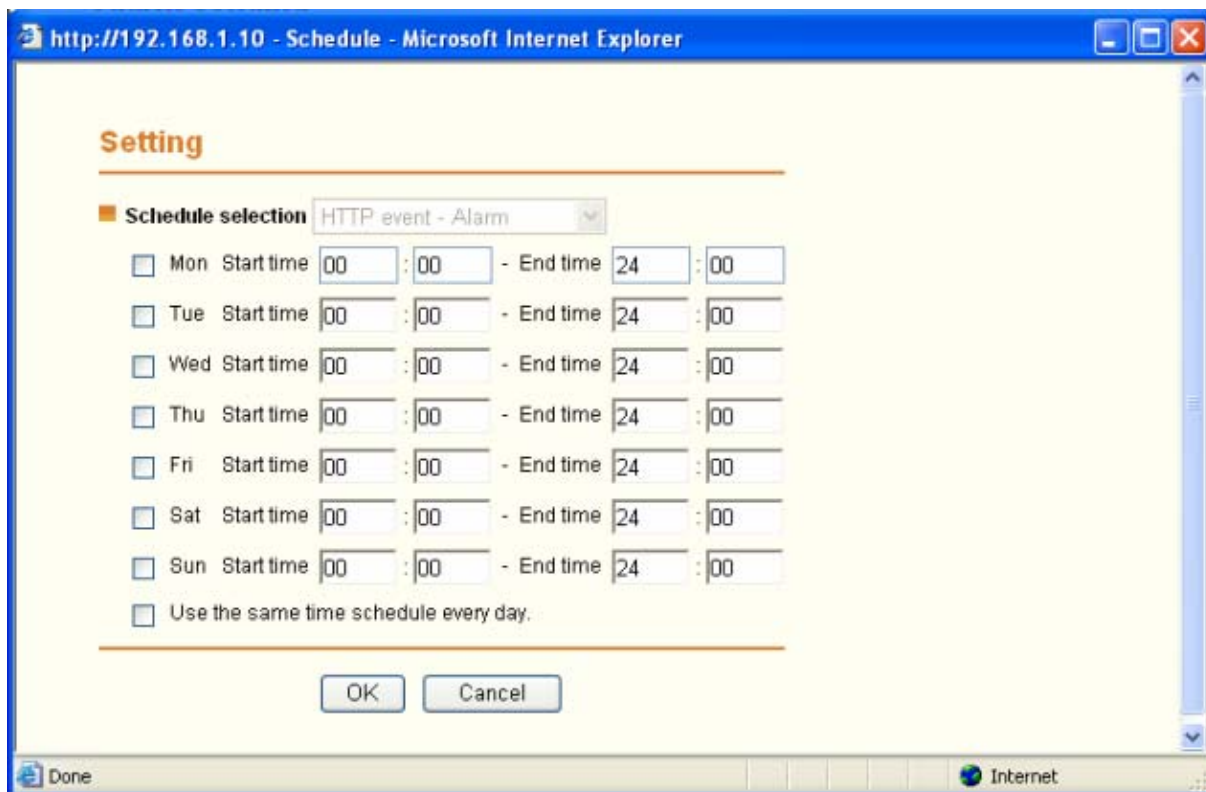 http://192.168.1.10 - Schedule - Microsoft Internet Explorer
Setting
Schedule selection HTTP event - Alarm
Mon Start time 00 : 00 - End time 24 : 00
Tue Start time 00 : 00 - End time 24 : 00
Wed Start time 00 : 00 - End time 24 : 00
Thu Start time 00 : 00 - End time 24 : 00
Fri Start time 00 : 00 - End time 24 : 00
Sat Start time 00 : 00 - End time 24 : 00
Sun Start time 00 : 00 - End time 24 : 00
Use the same time schedule every day.
OK Cancel
Done Internet